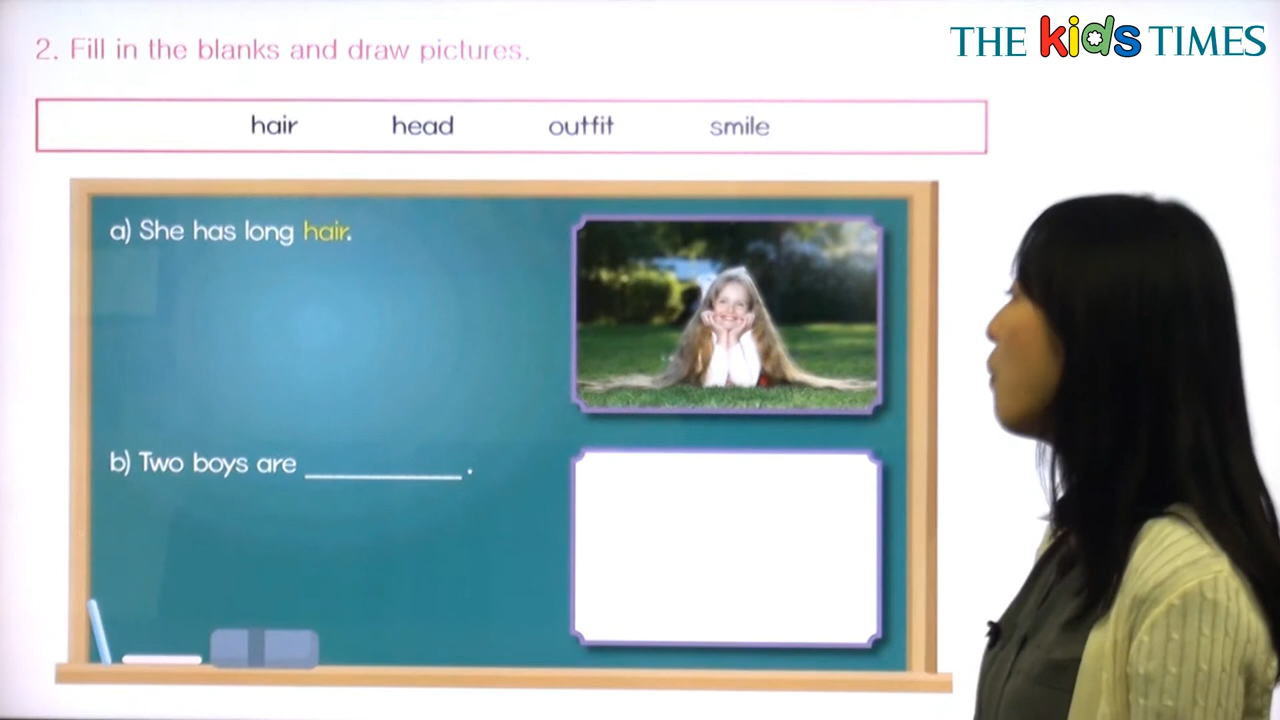 2. Fill in the blanks and draw pictures.
THE kids TIMES
hair head outfit smile
a) She has long hair.
b) Two boys are __________.